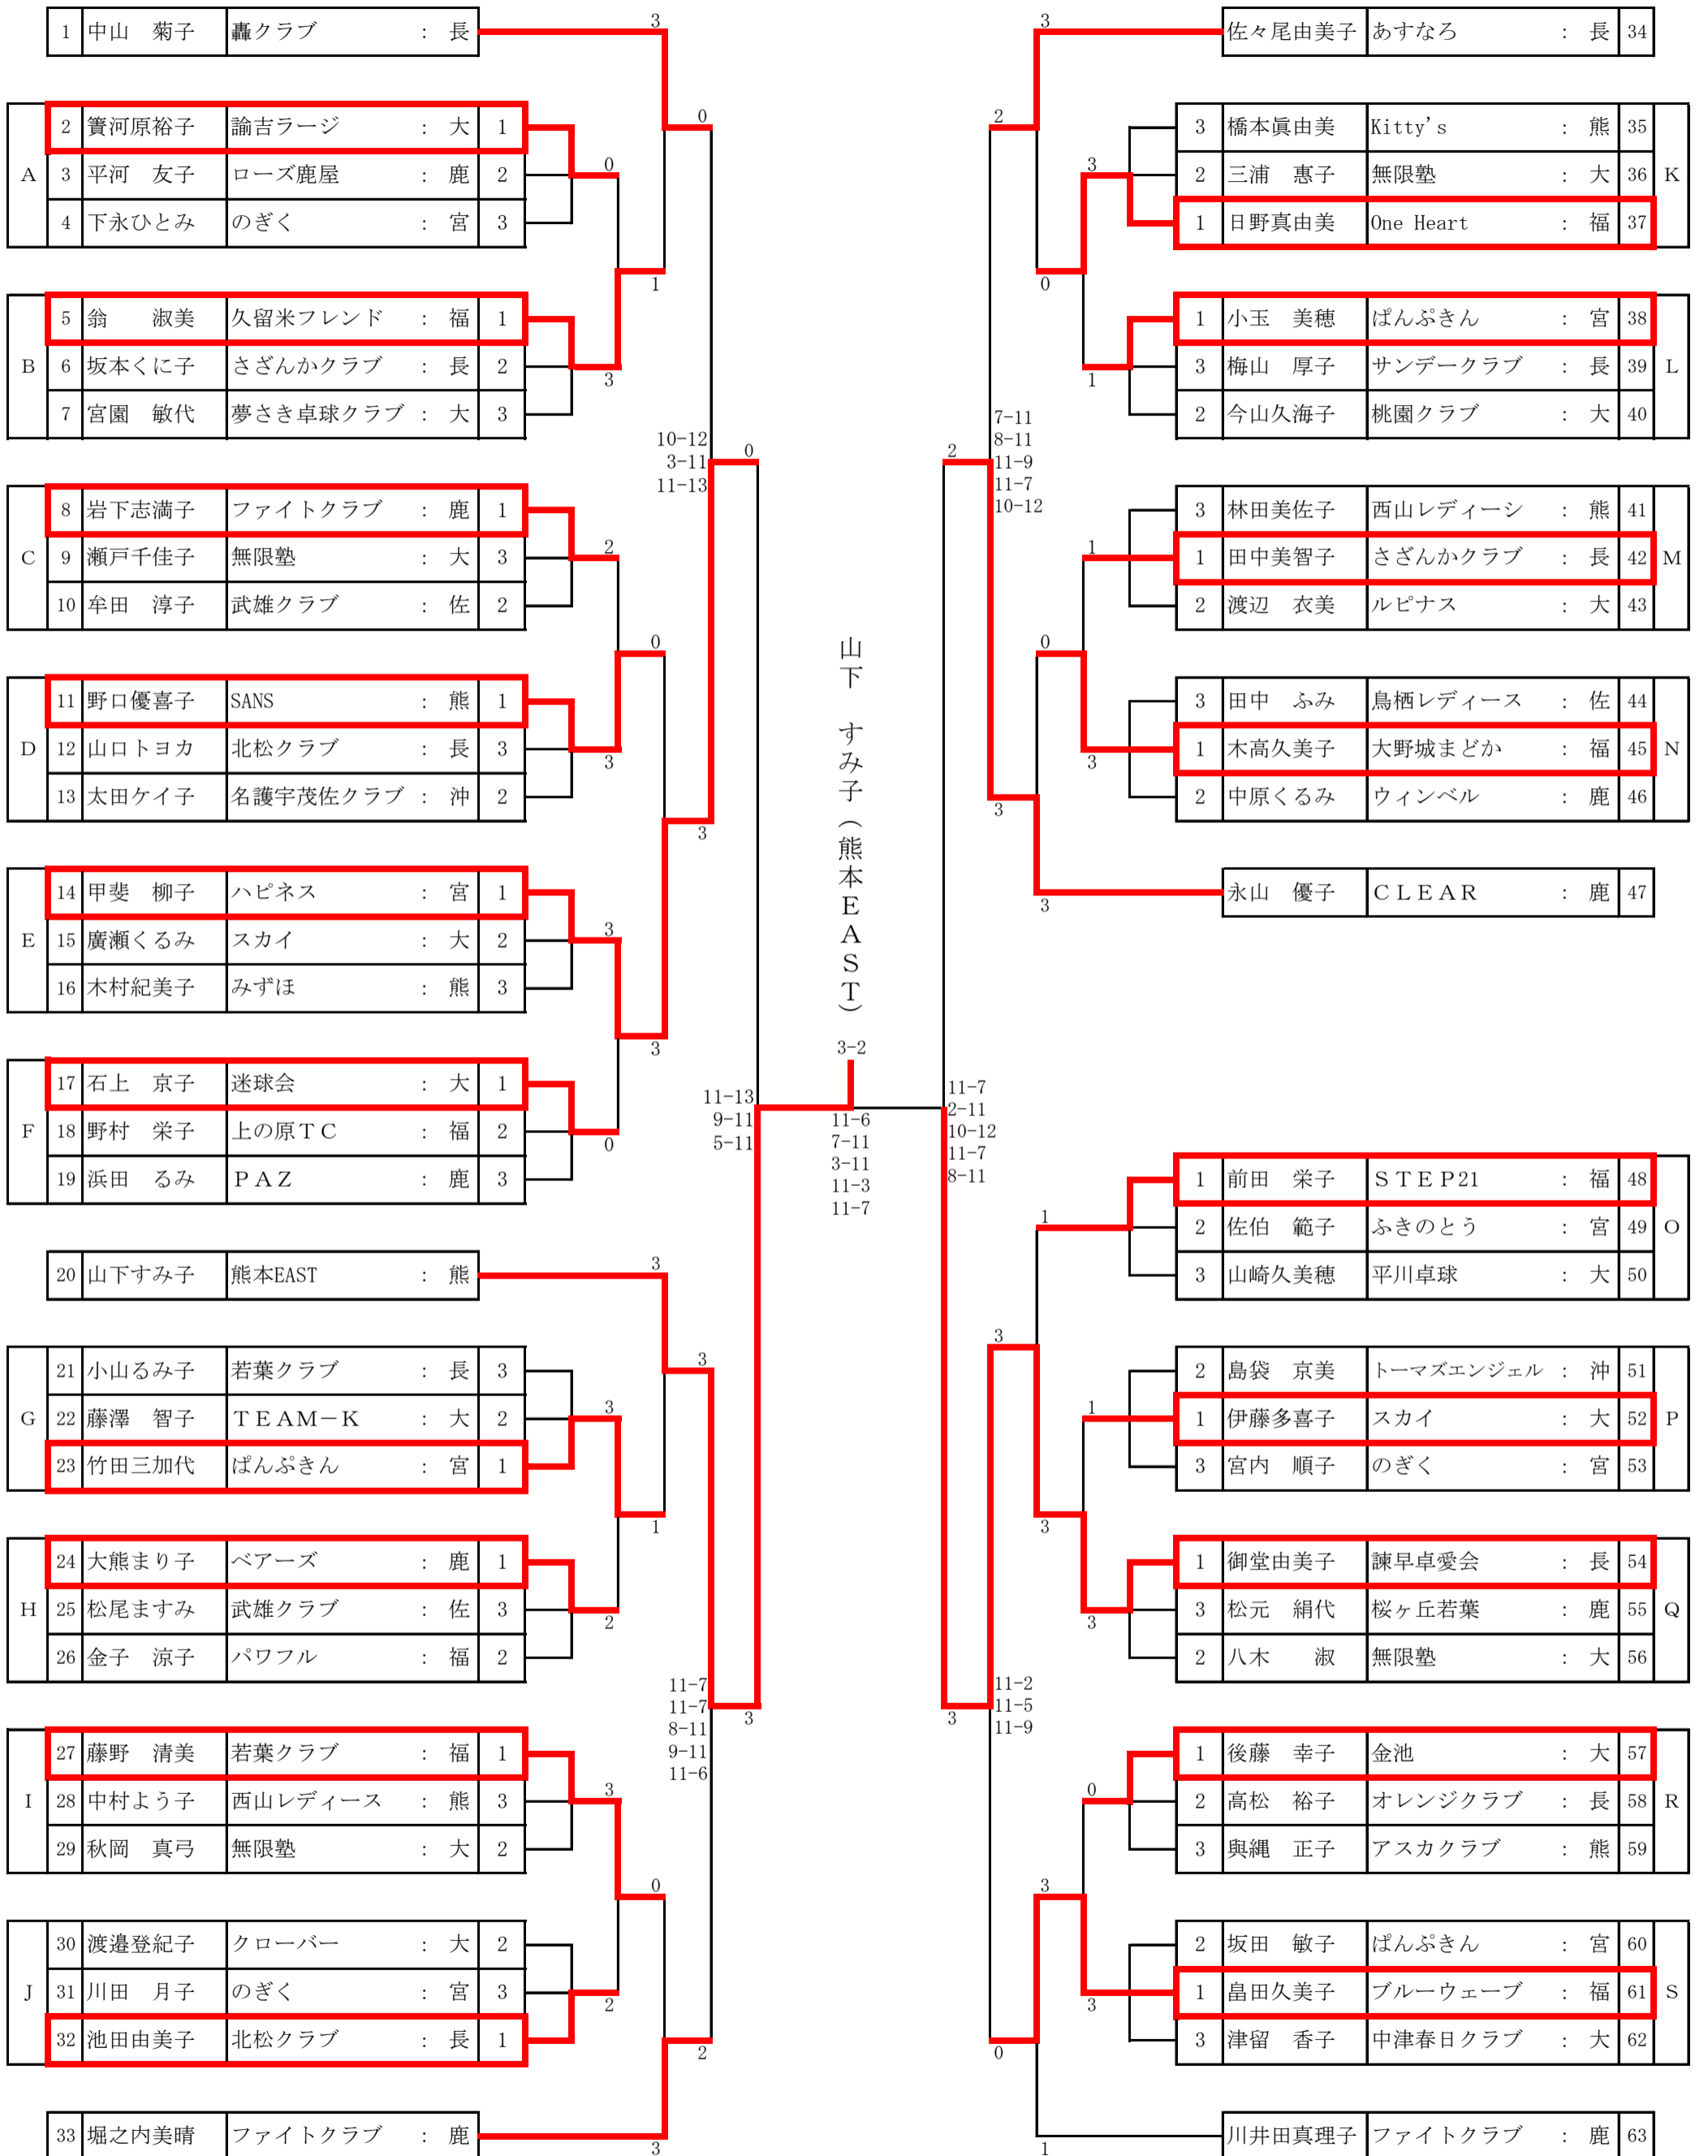 1 中山 菊子 轟クラブ : 長
A
2 簀河原裕子 諭吉ラージ : 大 1
3 平河 友子 ローズ鹿屋 : 鹿 2
4 下永ひとみ のぎく : 宮 3
B
5 翁 淑美 久留米フレンド : 福 1
6 坂本くに子 さざんかクラブ : 長 2
7 宮園 敏代 夢さき卓球クラブ : 大 3
C
8 岩下志満子 ファイトクラブ : 鹿 1
9 瀬戸千佳子 無限塾 : 大 3
10 牟田 淳子 武雄クラブ : 佐 2
D
11 野口優喜子 SANS : 熊 1
12 山口トヨカ 北松クラブ : 長 3
13 太田ケイ子 名護宇茂佐クラブ : 沖 2
E
14 甲斐 柳子 ハピネス : 宮 1
15 廣瀬くるみ スカイ : 大 2
16 木村紀美子 みずほ : 熊 3
F
17 石上 京子 迷球会 : 大 1
18 野村 栄子 上の原TC : 福 2
19 浜田 るみ PAZ : 鹿 3
20 山下すみ子 熊本EAST : 熊
G
21 小山るみ子 若葉クラブ : 長 3
22 藤澤 智子 TEAM-K : 大 2
23 竹田三加代 ぱんぷきん : 宮 1
H
24 大熊まり子 ベアーズ : 鹿 1
25 松尾ますみ 武雄クラブ : 佐 3
26 金子 涼子 パワフル : 福 2
I
27 藤野 清美 若葉クラブ : 福 1
28 中村よう子 西山レディース : 熊 3
29 秋岡 真弓 無限塾 : 大 2
J
30 渡邉登紀子 クローバー : 大 2
31 川田 月子 のぎく : 宮 3
32 池田由美子 北松クラブ : 長 1
33 堀之内美晴 ファイトクラブ : 鹿
3
0
0
1
3
10-12
3-11
11-13
0
2
0
3
3
3
3
0
11-13
9-11
5-11
3
3
3
1
2
11-7
11-7
8-11
9-11
11-6
3
3
0
2
2
3
山下 すみ子(熊本EAST)
3-2
11-6
7-11
3-11
11-3
11-7
3
2
3
0
1
7-11
8-11
11-9
11-7
10-12
2
1
0
3
3
3
11-7
2-11
10-12
11-7
8-11
1
3
1
3
3
11-2
11-5
11-9
3
0
3
3
0
1
佐々尾由美子 あすなろ : 長 34
3 橋本眞由美 Kitty's : 熊 35
2 三浦 惠子 無限塾 : 大 36
1 日野真由美 One Heart : 福 37
K
1 小玉 美穂 ぱんぷきん : 宮 38
3 梅山 厚子 サンデークラブ : 長 39
2 今山久海子 桃園クラブ : 大 40
L
3 林田美佐子 西山レディーシ : 熊 41
1 田中美智子 さざんかクラブ : 長 42
2 渡辺 衣美 ルピナス : 大 43
M
3 田中 ふみ 鳥栖レディース : 佐 44
1 木高久美子 大野城まどか : 福 45
2 中原くるみ ウィンベル : 鹿 46
N
永山 優子 CLEAR : 鹿 47
1 前田 栄子 STEP21 : 福 48
2 佐伯 範子 ふきのとう : 宮 49
3 山崎久美穂 平川卓球 : 大 50
O
2 島袋 京美 トーマズエンジェル : 沖 51
1 伊藤多喜子 スカイ : 大 52
3 宮内 順子 のぎく : 宮 53
P
1 御堂由美子 諫早卓愛会 : 長 54
3 松元 絹代 桜ヶ丘若葉 : 鹿 55
2 八木 淑 無限塾 : 大 56
Q
1 後藤 幸子 金池 : 大 57
2 高松 裕子 オレンジクラブ : 長 58
3 與縄 正子 アスカクラブ : 熊 59
R
2 坂田 敏子 ぱんぷきん : 宮 60
1 畠田久美子 ブルーウェーブ : 福 61
3 津留 香子 中津春日クラブ : 大 62
S
川井田真理子 ファイトクラブ : 鹿 63